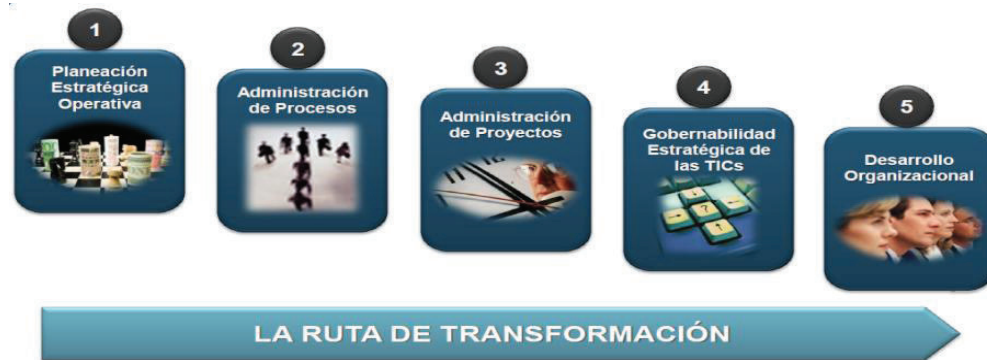 1
Planeación
Estratégica
Operativa
2
Administración
de Procesos
3
Administración
de Proyectos
4
Gobernabilidad
Estratégica de
las TICs
?
5
Desarrollo
Organizacional
LA RUTA DE TRANSFORMACIÓN